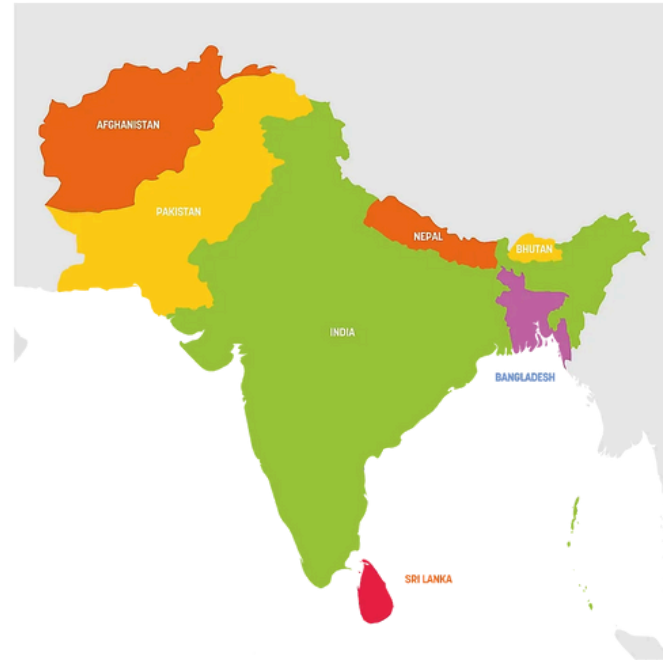 AFGHANISTAN
PAKISTAN
NEPAL
BHUTAN
INDIA
BANGLADESH
SRI LANKA